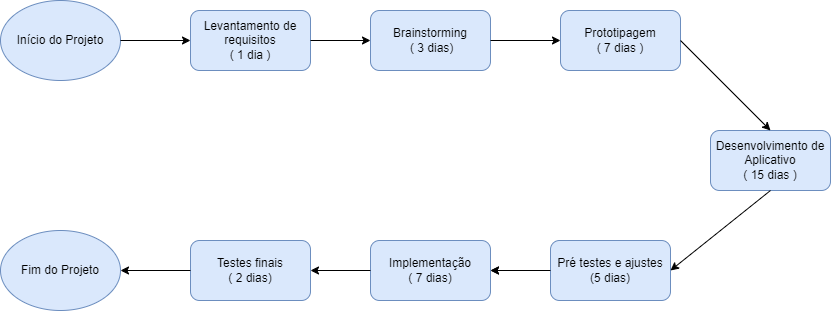 Início do Projeto
Levantamento de
requisitos
( 1 dia )
Brainstorming
( 3 dias)
Prototipagem
( 7 dias )
Desenvolvimento de
Aplicativo
( 15 dias )
Pré testes e ajustes
(5 dias)
Implementação
( 7 dias)
Testes finais
( 2 dias)
Fim do Projeto